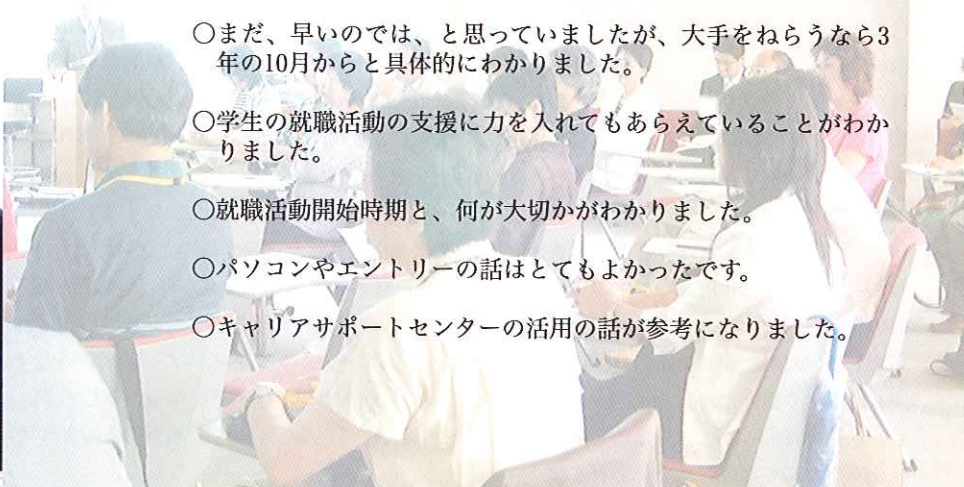 ○まだ、早いのでは、と思っていましたが、大手をねらうなら3
年の10月からと具体的にわかりました。
○学生の就職活動の支援に力を入れてもあらえていることがわか
りました。
○就職活動開始時期と、何が大切かがわかりました。
○パソコンやエントリーの話はとてもよかったです。
○キャリアサポートセンターの活用の話が参考になりました。